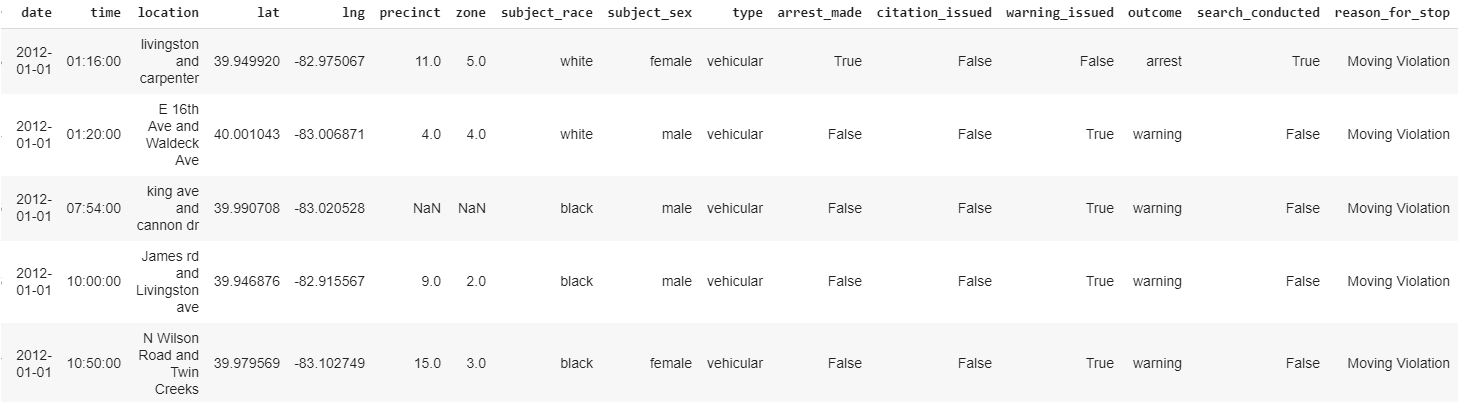 date time location lat lng precinct zone subject_race subject_sex type arrest_made citation_issued warning_issued outcome search_conducted reason_for_stop
2012-01-01 01:16:00 livingston and carpenter 39.949920 -82.975067 11.0 5.0 white female vehicular True False False arrest True Moving Violation
2012-01-01 01:20:00 E 16th Ave and Waldeck Ave 40.001043 -83.006871 4.0 4.0 white male vehicular False False True warning False Moving Violation
2012-01-01 07:54:00 king ave and cannon dr 39.990708 -83.020528 NaN NaN black male vehicular False False True warning False Moving Violation
2012-01-01 10:00:00 James rd and Livingston ave 39.946876 -82.915567 9.0 2.0 black male vehicular False False True warning False Moving Violation
2012-01-01 10:50:00 N Wilson Road and Twin Creeks 39.979569 -83.102749 15.0 3.0 black female vehicular False False True warning False Moving Violation